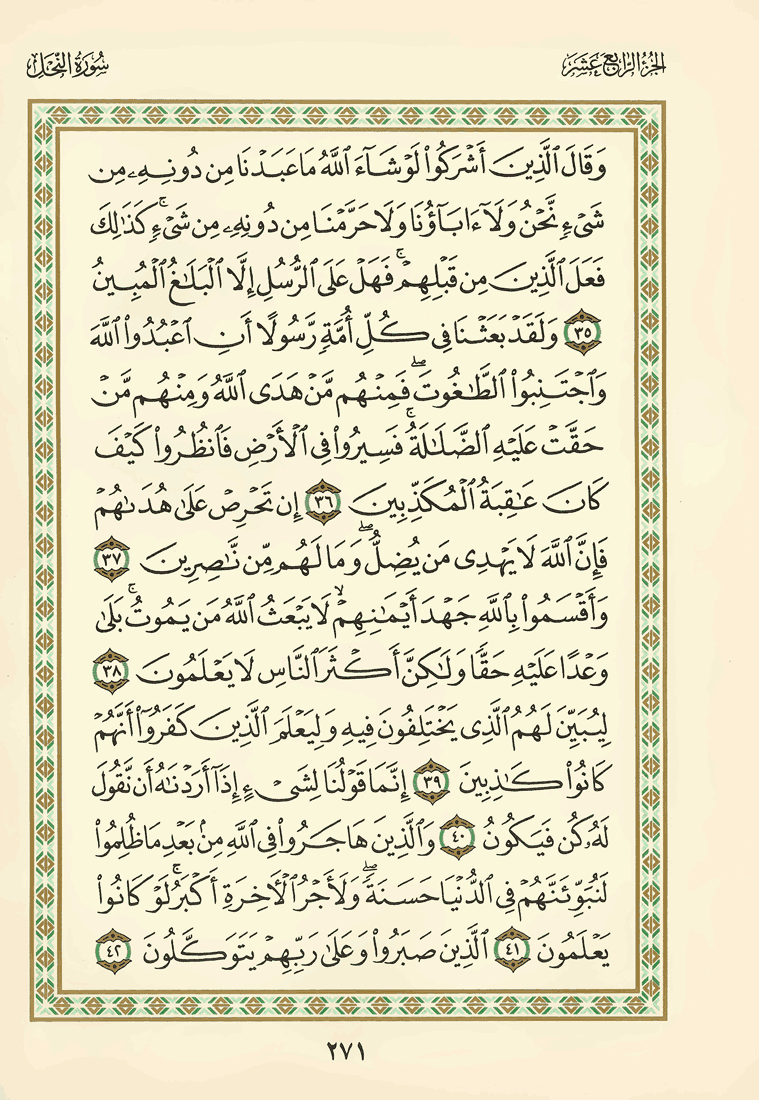 الجزء الرابع عشر
سورة النحل
وَقَالَ ٱلَّذِينَ أَشۡرَكُواْ لَوۡ شَآءَ ٱللَّهُ مَا عَبَدۡنَا مِن دُونِهِۦ مِن
شَيۡءٖ نَّحۡنُ وَلَآ ءَابَآؤُنَا وَلَا حَرَّمۡنَا مِن دُونِهِۦ مِن شَيۡءٖۚ كَذَٰلِكَ
فَعَلَ ٱلَّذِينَ مِن قَبۡلِهِمۡۚ فَهَلۡ عَلَى ٱلرُّسُلِ إِلَّا ٱلۡبَلَٰغُ ٱلۡمُبِينُ
٣٥ وَلَقَدۡ بَعَثۡنَا فِي كُلِّ أُمَّةٖ رَّسُولًا أَنِ ٱعۡبُدُواْ ٱللَّهَ
وَٱجۡتَنِبُواْ ٱلطَّٰغُوتَۖ فَمِنۡهُم مَّنۡ هَدَى ٱللَّهُ وَمِنۡهُم مَّنۡ
حَقَّتۡ عَلَيۡهِ ٱلضَّلَٰلَةُۚ فَسِيرُواْ فِي ٱلۡأَرۡضِ فَٱنظُرُواْ كَيۡفَ
كَانَ عَٰقِبَةُ ٱلۡمُكَذِّبِينَ ٣٦ إِن تَحۡرِصۡ عَلَىٰ هُدَىٰهُمۡ
فَإِنَّ ٱللَّهَ لَا يَهۡدِي مَن يُضِلُّۖ وَمَا لَهُم مِّن نَّٰصِرِينَ ٣٧
وَأَقۡسَمُواْ بِٱللَّهِ جَهۡدَ أَيۡمَٰنِهِمۡۙ لَا يَبۡعَثُ ٱللَّهُ مَن يَمُوتُۚ بَلَىٰ
وَعۡدًا عَلَيۡهِ حَقّٗا وَلَٰكِنَّ أَكۡثَرَ ٱلنَّاسِ لَا يَعۡلَمُونَ ٣٨
لِيُبَيِّنَ لَهُمُ ٱلَّذِي يَخۡتَلِفُونَ فِيهِ وَلِيَعۡلَمَ ٱلَّذِينَ كَفَرُوٓاْ أَنَّهُمۡ
كَانُواْ كَٰذِبِينَ ٣٩ إِنَّمَا قَوۡلُنَا لِشَيۡءٍ إِذَآ أَرَدۡنَٰهُ أَن نَّقُولَ
لَهُۥ كُن فَيَكُونُ ٤٠ وَٱلَّذِينَ هَاجَرُواْ فِي ٱللَّهِ مِنۢ بَعۡدِ مَا ظُلِمُواْ
لَنُبَوِّئَنَّهُمۡ فِي ٱلدُّنۡيَا حَسَنَةٗۖ وَلَأَجۡرُ ٱلۡأٓخِرَةِ أَكۡبَرُۚ لَوۡ كَانُواْ
يَعۡلَمُونَ ٤١ ٱلَّذِينَ صَبَرُواْ وَعَلَىٰ رَبِّهِمۡ يَتَوَكَّلُونَ ٤٢
٢٧١